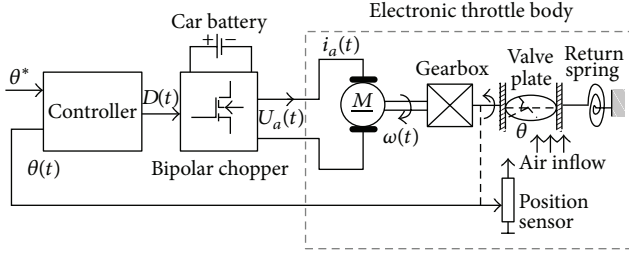 Electronic throttle body
Car battery
+ −
θ*
Controller
D(t)
θ(t)
Bipolar chopper
U_a(t)
i_a(t)
M
ω(t)
Gearbox
Valve
plate
θ
Return
spring
Air inflow
Position
sensor